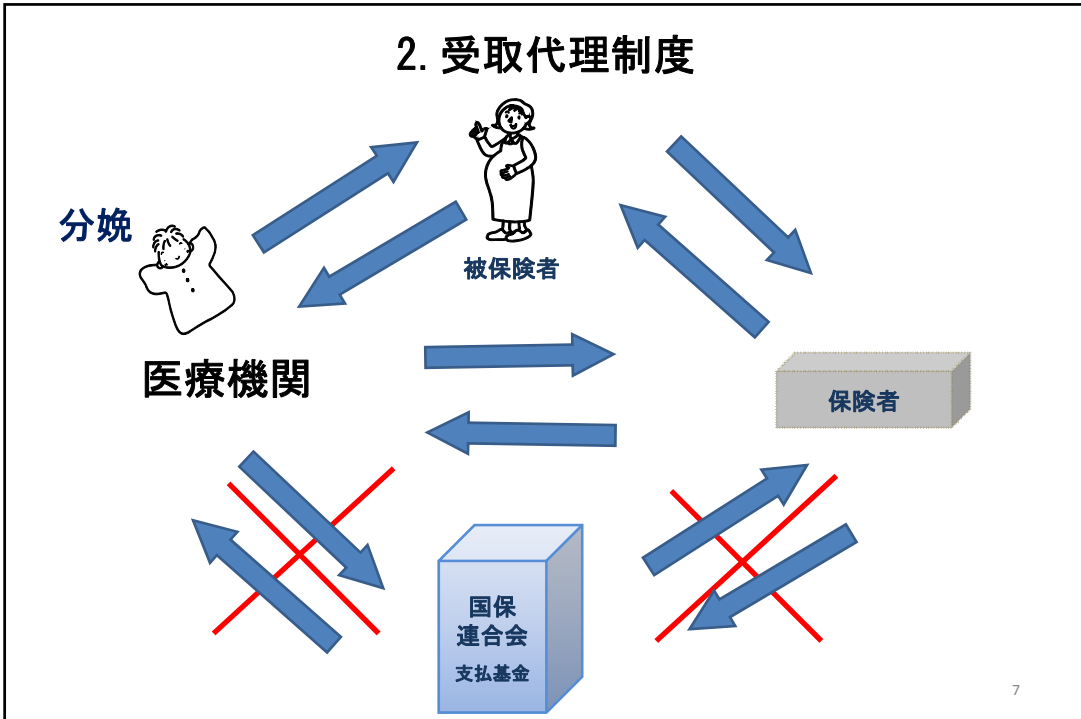 2. 受取代理制度
分娩
被保険者
医療機関
保険者
国保
連合会
支払基金
7